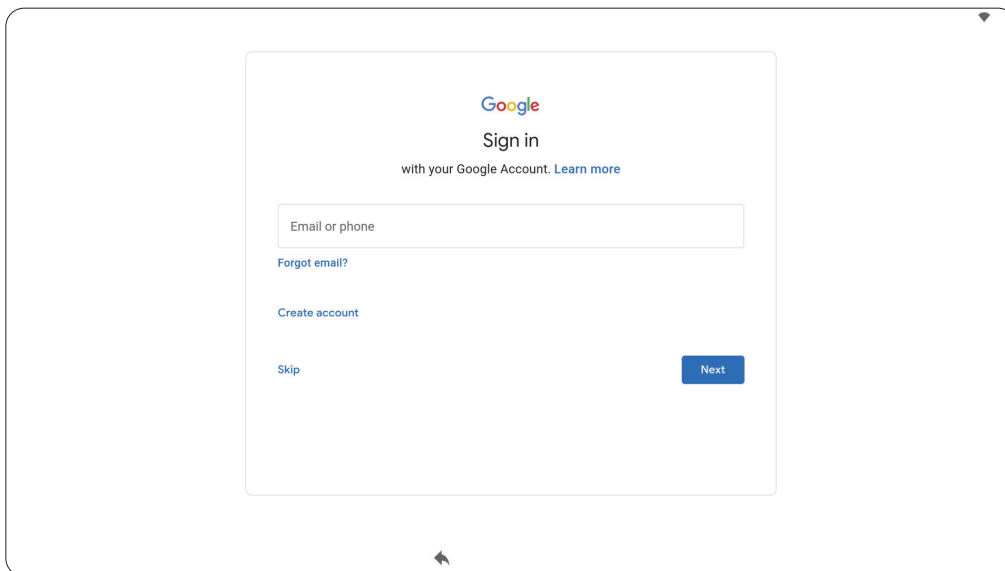 Google
Sign in
with your Google Account. Learn more
Email or phone
Forgot email?
Create account
Skip
Next